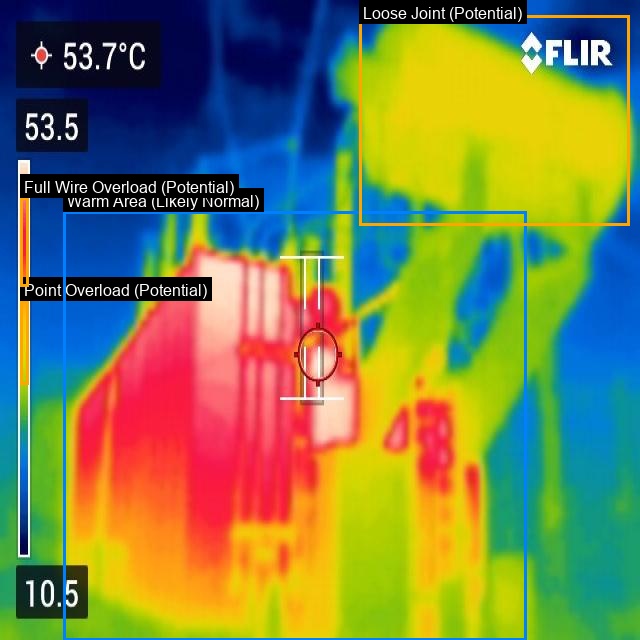 Loose Joint (Potential)
53.7°C
FLIR
53.5
Full Wire Overload (Potential)
Warm Area (Likely Normal)
Point Overload (Potential)
10.5